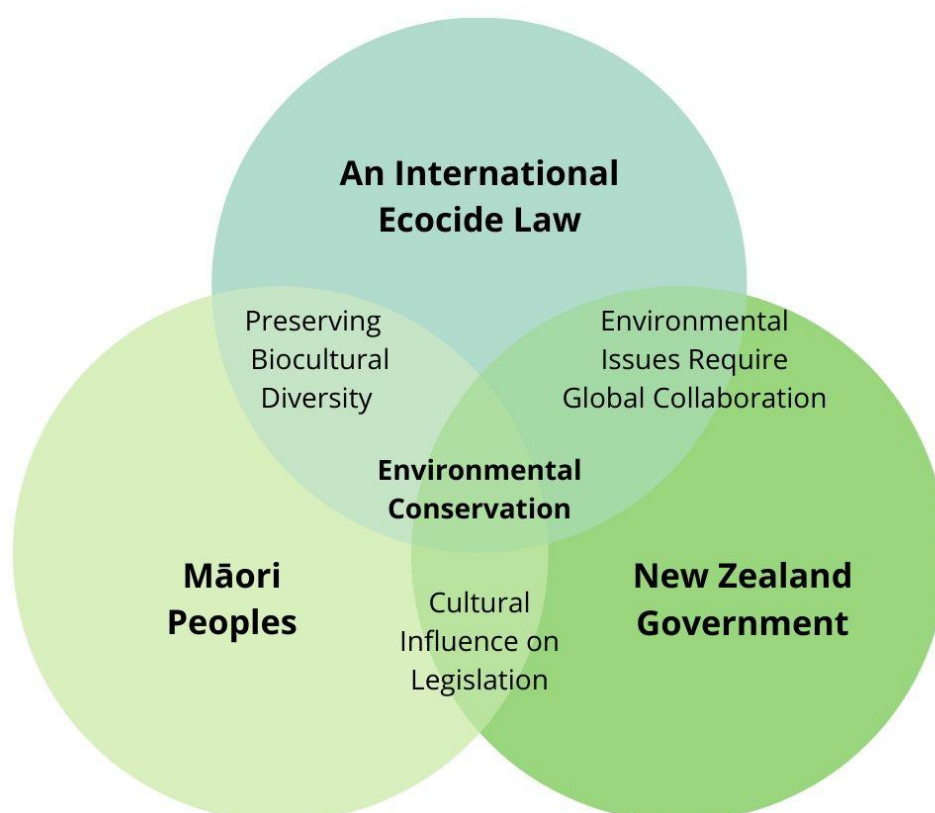 An International
Ecocide Law
Preserving
Biocultural
Diversity
Environmental
Issues Require
Global Collaboration
Environmental
Conservation
Māori
Peoples
New Zealand
Government
Cultural
Influence on
Legislation